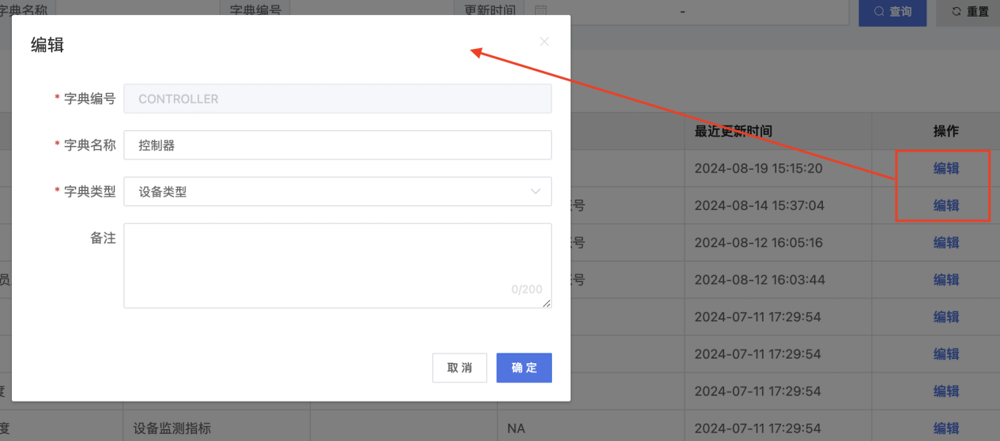 字典名称 字典编号 更新时间 - 查询 重置
编辑
* 字典编号 CONTROLLER
* 字典名称 控制器
* 字典类型 设备类型
备注
0/200
取 消 确 定
最近更新时间 操作
2024-08-19 15:15:20 编辑
号 2024-08-14 15:37:04 编辑
号 2024-08-12 16:05:16 编辑
员 号 2024-08-12 16:03:44 编辑
2024-07-11 17:29:54 编辑
2024-07-11 17:29:54 编辑
度 2024-07-11 17:29:54 编辑
度 设备监测指标 NA 2024-07-11 17:29:54 编辑